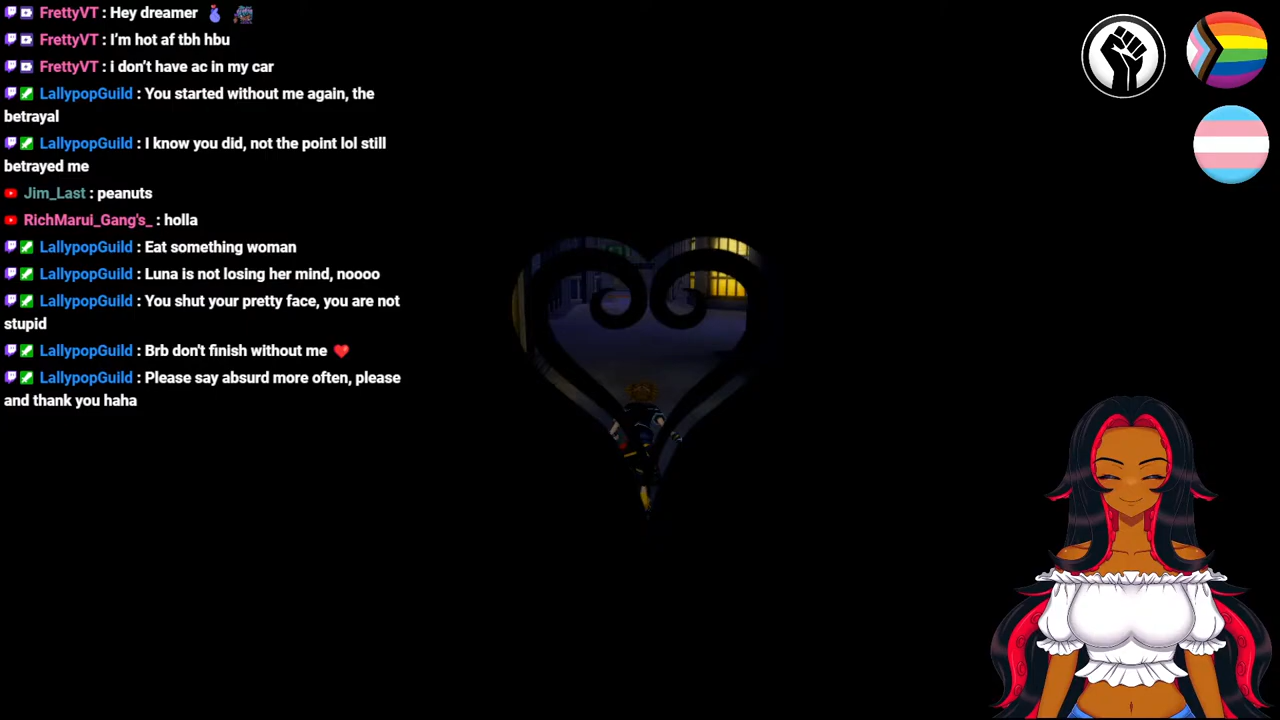 FrettyVT : Hey dreamer
FrettyVT : I'm hot af tbh hbu
FrettyVT : i don't have ac in my car
LallypopGuild : You started without me again, the
betrayal
LallypopGuild : I know you did, not the point lol still
betrayed me
Jim_Last : peanuts
RichMarui_Gang's_ : holla
LallypopGuild : Eat something woman
LallypopGuild : Luna is not losing her mind, noooo
LallypopGuild : You shut your pretty face, you are not
stupid
LallypopGuild : Brb don't finish without me ❤️
LallypopGuild : Please say absurd more often, please
and thank you haha